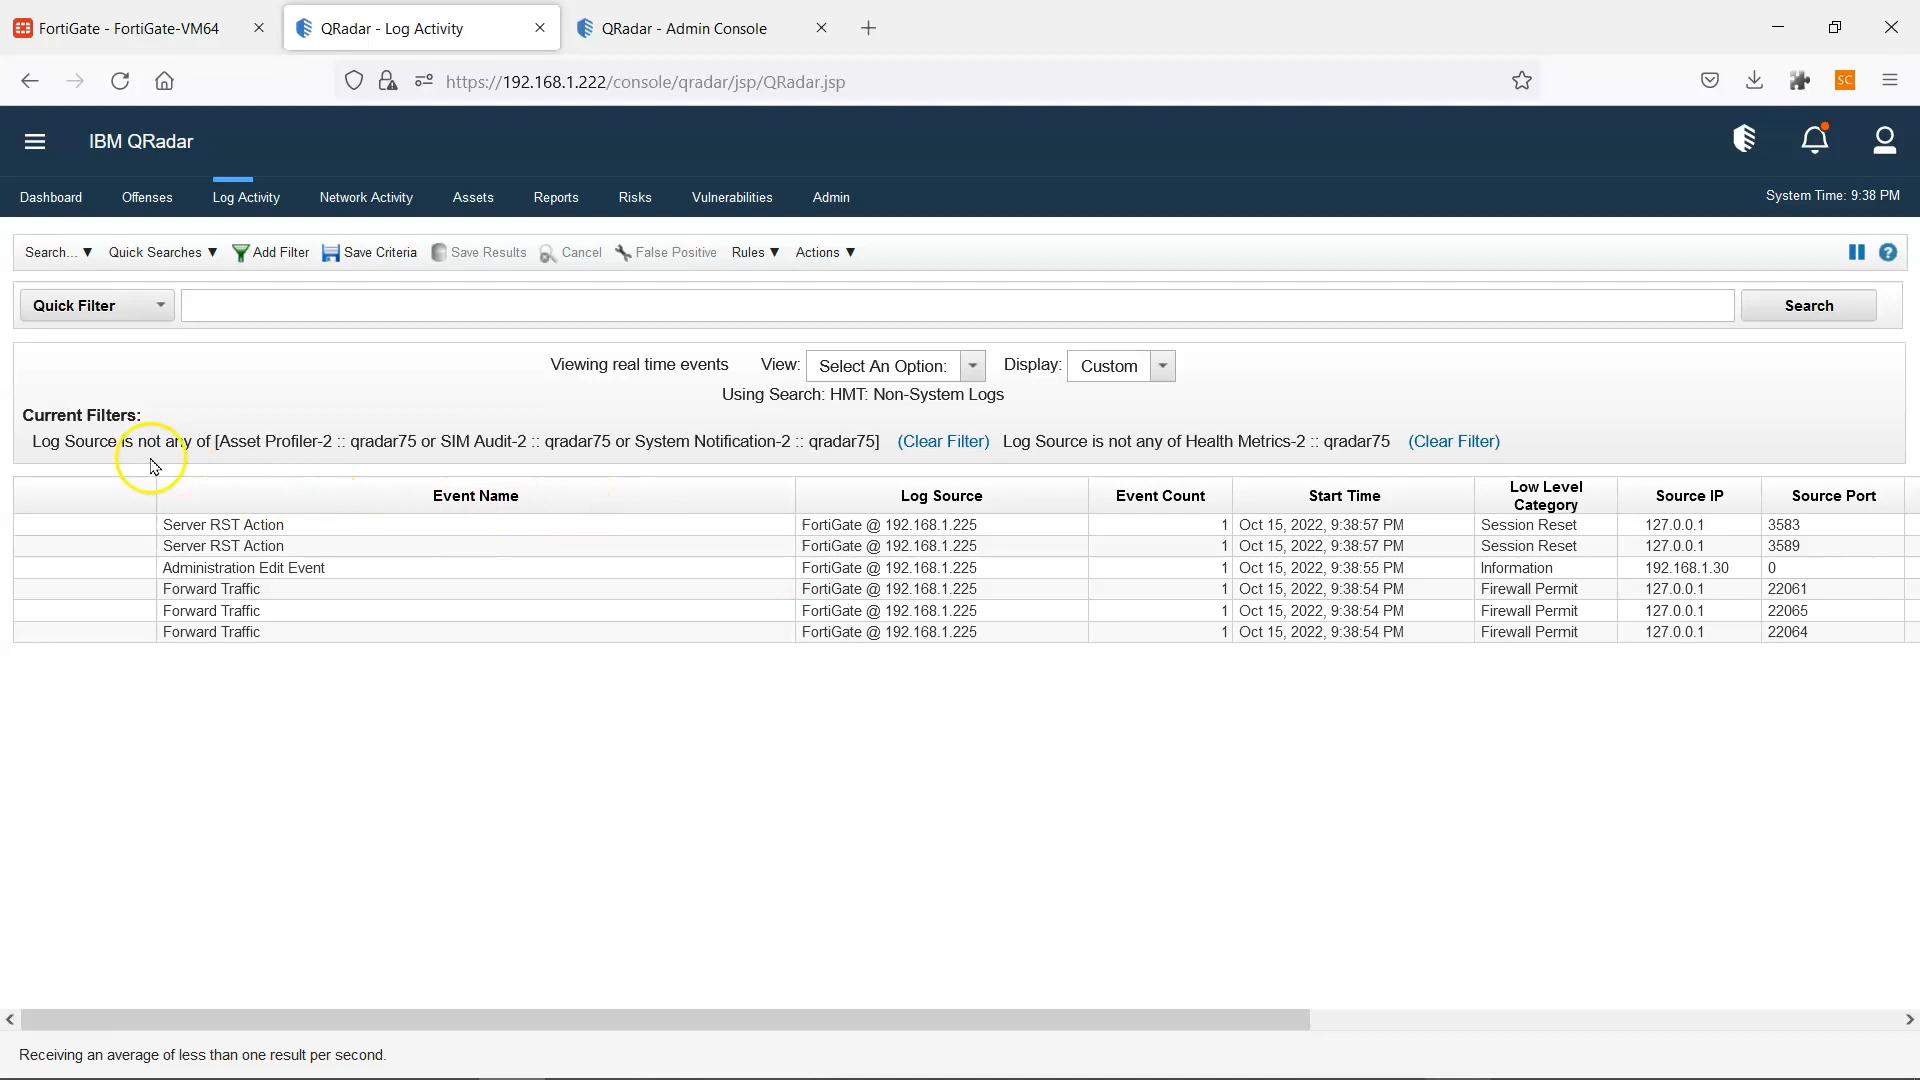 FortiGate - FortiGate-VM64
QRadar - Log Activity
QRadar - Admin Console
https://192.168.1.222/console/qradar/jsp/QRadar.jsp
SC
IBM QRadar
Dashboard Offenses Log Activity Network Activity Assets Reports Risks Vulnerabilities Admin System Time: 9:38 PM
Search... ▼ Quick Searches ▼ Add Filter Save Criteria Save Results Cancel False Positive Rules ▼ Actions ▼ ?
Quick Filter Search
Viewing real time events View: Select An Option: Display: Custom
Using Search: HMT: Non-System Logs
Current Filters:
Log Source is not any of [Asset Profiler-2 :: qradar75 or SIM Audit-2 :: qradar75 or System Notification-2 :: qradar75] (Clear Filter) Log Source is not any of Health Metrics-2 :: qradar75 (Clear Filter)
Event Name Log Source Event Count Start Time Low Level Category Source IP Source Port
Server RST Action FortiGate @ 192.168.1.225 1 Oct 15, 2022, 9:38:57 PM Session Reset 127.0.0.1 3583
Server RST Action FortiGate @ 192.168.1.225 1 Oct 15, 2022, 9:38:57 PM Session Reset 127.0.0.1 3589
Administration Edit Event FortiGate @ 192.168.1.225 1 Oct 15, 2022, 9:38:55 PM Information 192.168.1.30 0
Forward Traffic FortiGate @ 192.168.1.225 1 Oct 15, 2022, 9:38:54 PM Firewall Permit 127.0.0.1 22061
Forward Traffic FortiGate @ 192.168.1.225 1 Oct 15, 2022, 9:38:54 PM Firewall Permit 127.0.0.1 22065
Forward Traffic FortiGate @ 192.168.1.225 1 Oct 15, 2022, 9:38:54 PM Firewall Permit 127.0.0.1 22064
Receiving an average of less than one result per second.